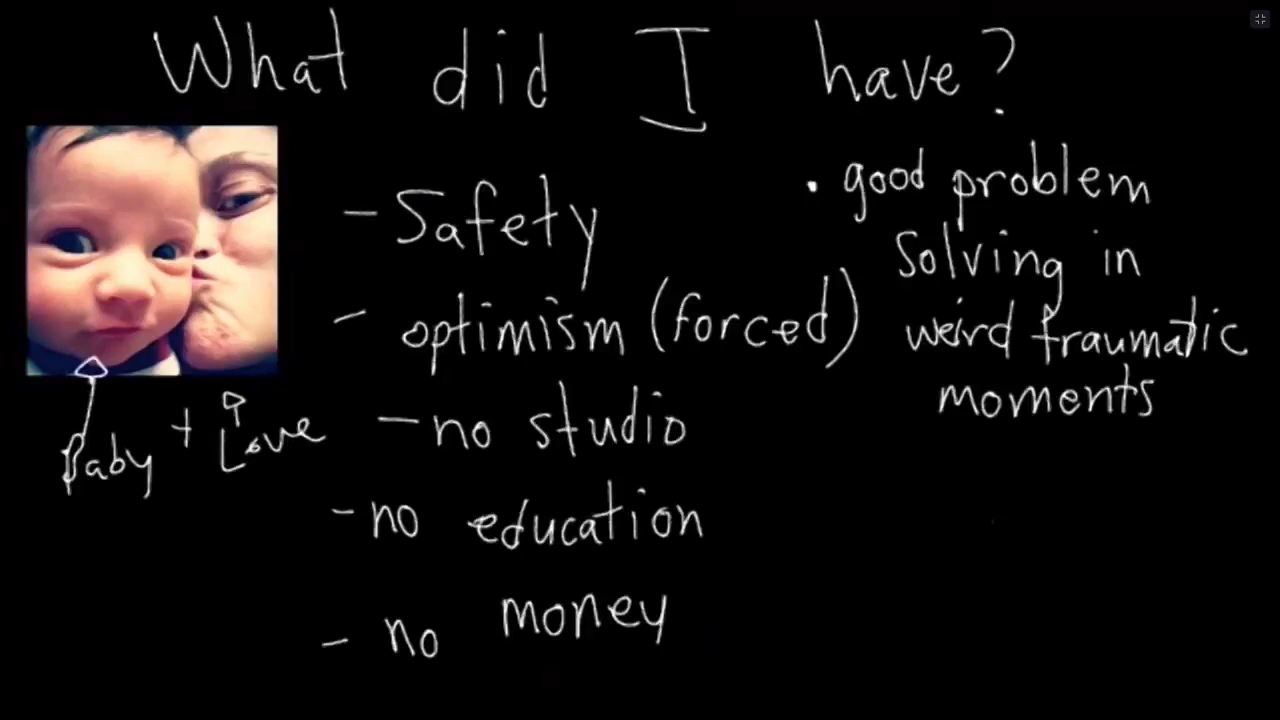 What did I have?
- Safety
- optimism (forced)
- no studio
- no education
- no money
. good problem
solving in
weird traumatic
moments
Baby + Love